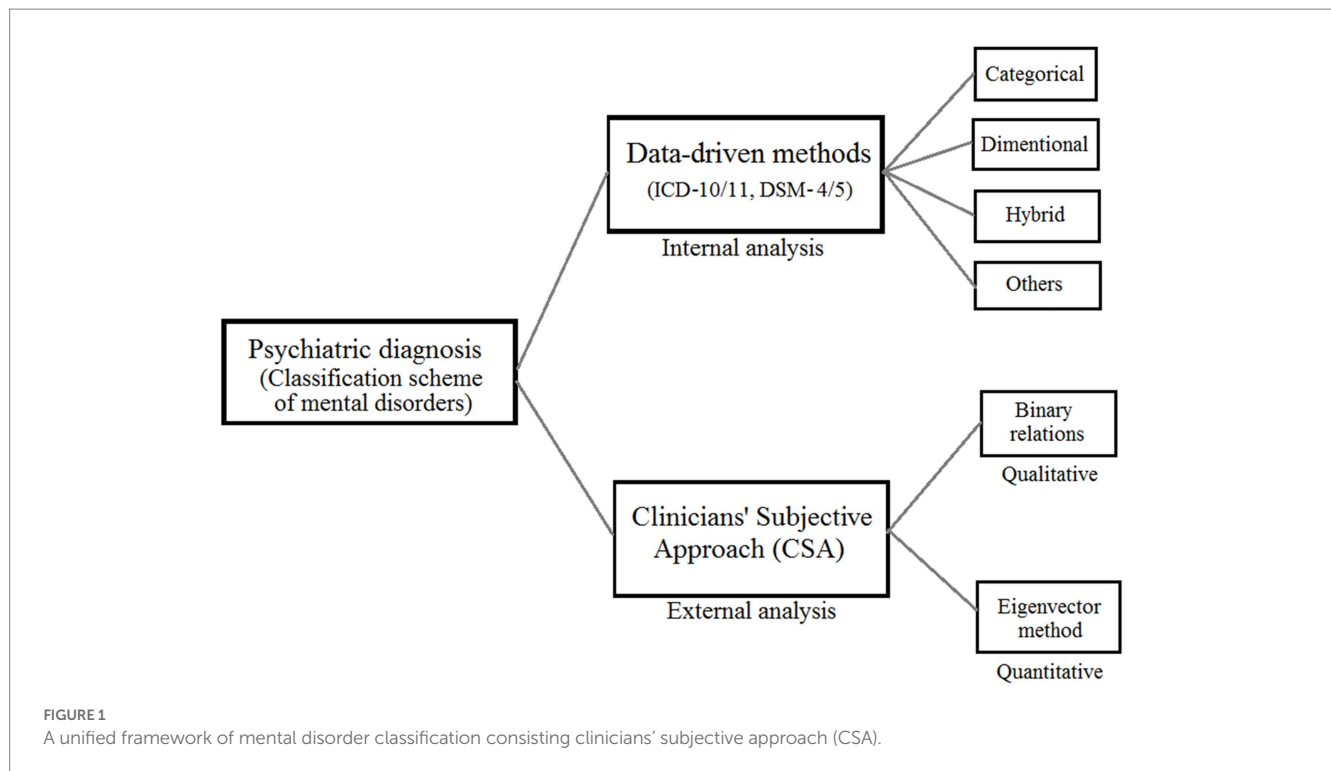 Psychiatric diagnosis
(Classification scheme
of mental disorders)
Data-driven methods
(ICD-10/11, DSM- 4/5)
Internal analysis
Categorical
Dimentional
Hybrid
Others
Clinicians' Subjective
Approach (CSA)
External analysis
Binary
relations
Qualitative
Eigenvector
method
Quantitative
FIGURE 1
A unified framework of mental disorder classification consisting clinicians’ subjective approach (CSA).